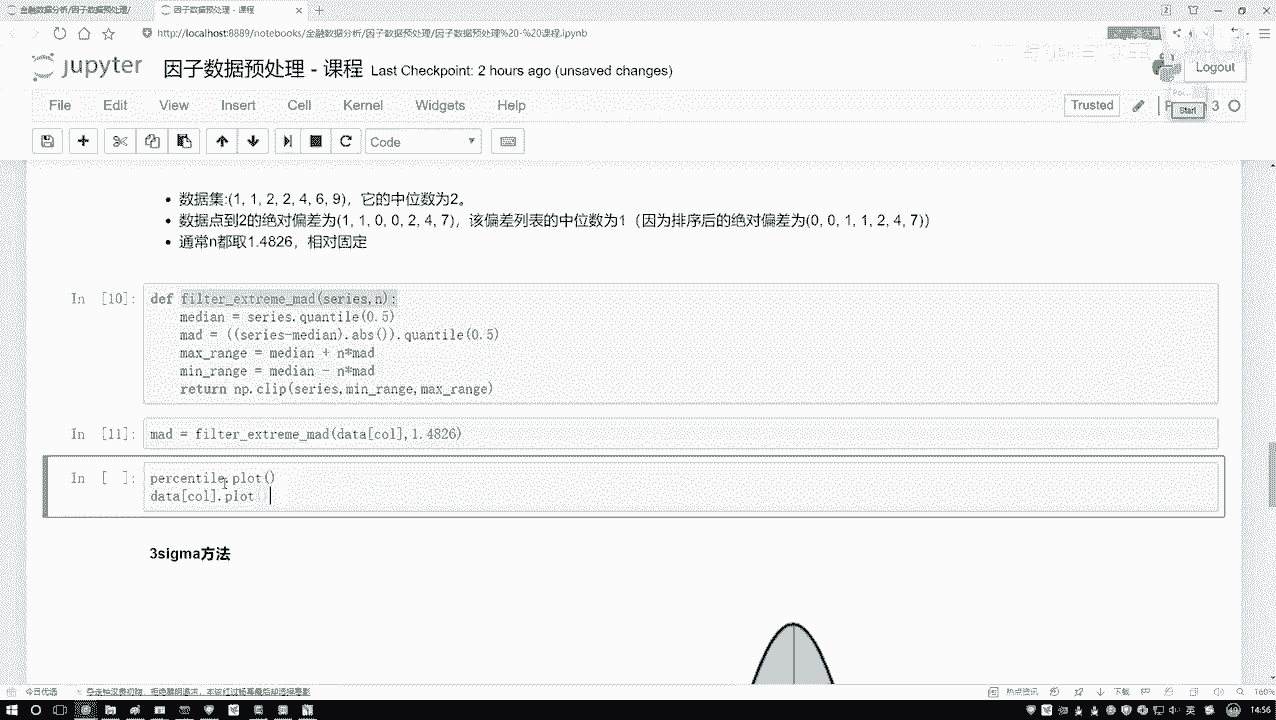 金融数据分析/因子数据预处理/
因子数据预处理 - 课程
http://localhost:8889/notebooks/金融数据分析/因子数据预处理/因子数据预处理%20-%20课程.ipynb
jupyter 因子数据预处理 - 课程 Last Checkpoint: 2 hours ago (unsaved changes)
Logout
File Edit View Insert Cell Kernel Widgets Help
Trusted
3
Start
Code
数据集:(1, 1, 2, 2, 4, 6, 9)，它的中位数为2。
数据点到2的绝对偏差为(1, 1, 0, 0, 2, 4, 7)，该偏差列表的中位数为1（因为排序后的绝对偏差为(0, 0, 1, 1, 2, 4, 7)）
通常n都取1.4826，相对固定
In [10]:
def filter_extreme_mad(series,n):
median = series.quantile(0.5)
mad = ((series-median).abs()).quantile(0.5)
max_range = median + n*mad
min_range = median - n*mad
return np.clip(series,min_range,max_range)
In [11]:
mad = filter_extreme_mad(data[col],1.4826)
In [ ]:
percentile.plot()
data[col].plot
3sigma方法
今日优选
热点资讯
下载
160%
英
14:56